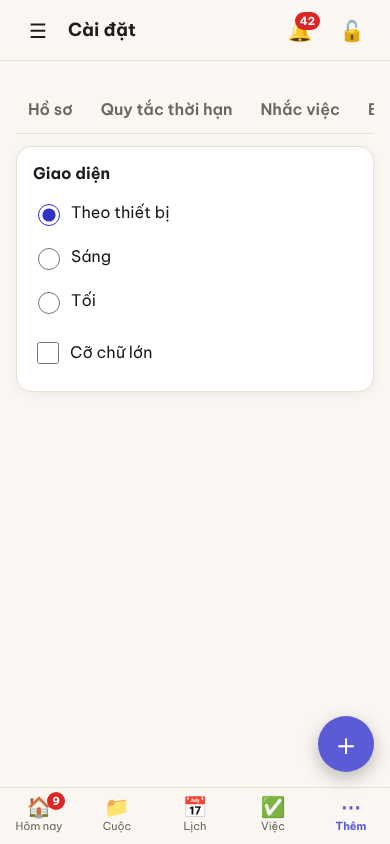 ☰ Cài đặt 42
Hồ sơ Quy tắc thời hạn Nhắc việc
Giao diện
Theo thiết bị
Sáng
Tối
Cỡ chữ lớn
+
9
Hôm nay Cuộc Lịch Việc Thêm